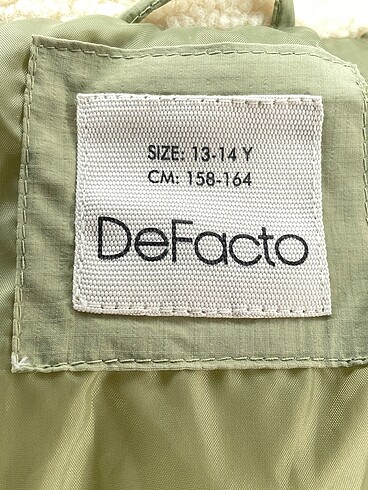 SIZE: 13-14 Y
CM: 158-164
DeFacto